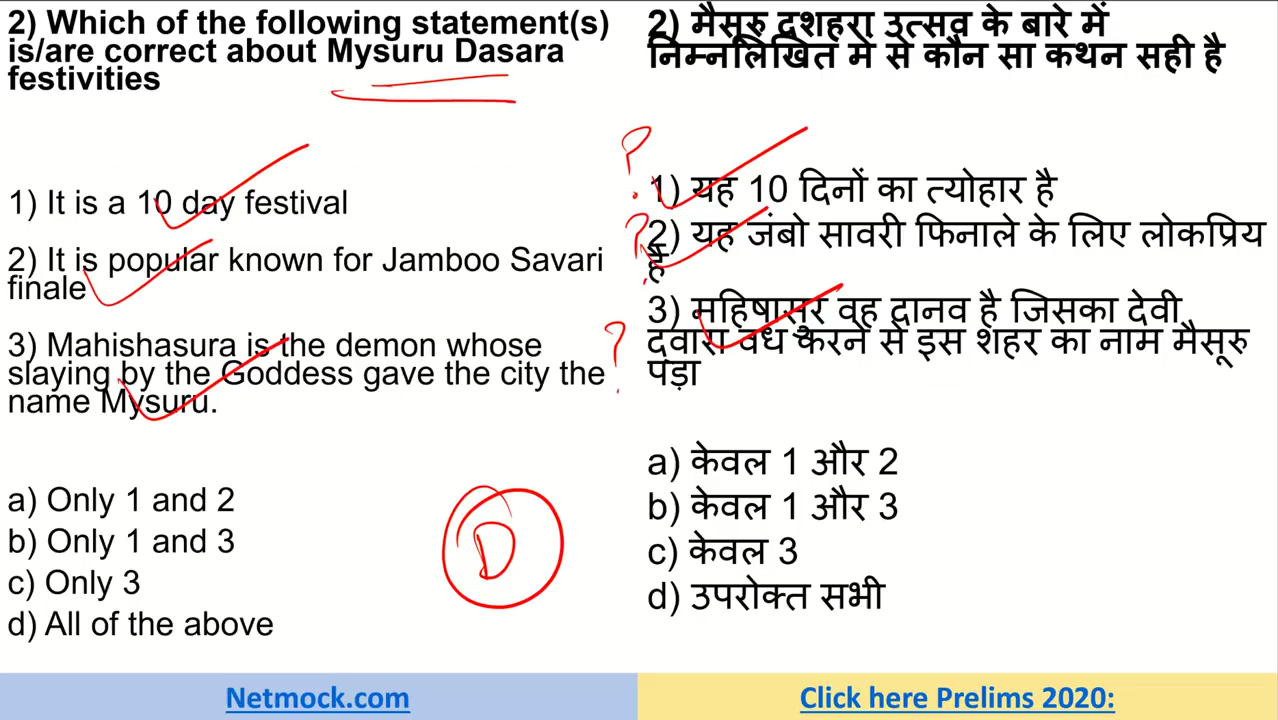 2) Which of the following statement(s)
is/are correct about Mysuru Dasara
festivities
1) It is a 10 day festival
2) It is popular known for Jamboo Savari
finale
3) Mahishasura is the demon whose
slaying by the Goddess gave the city the
name Mysuru.
a) Only 1 and 2
b) Only 1 and 3
c) Only 3
d) All of the above
D
2) मैसूरु दशहरा उत्सव के बारे में
निम्नलिखित में से कौन सा कथन सही है
?
1) यह 10 दिनों का त्योहार है
?
2) यह जंबो सावरी फिनाले के लिए लोकप्रिय
है
?
3) महिषासुर वह दानव है जिसका देवी
द्वारा वध करने से इस शहर का नाम मैसूरु
पड़ा
a) केवल 1 और 2
b) केवल 1 और 3
c) केवल 3
d) उपरोक्त सभी
Netmock.com
Click here Prelims 2020: